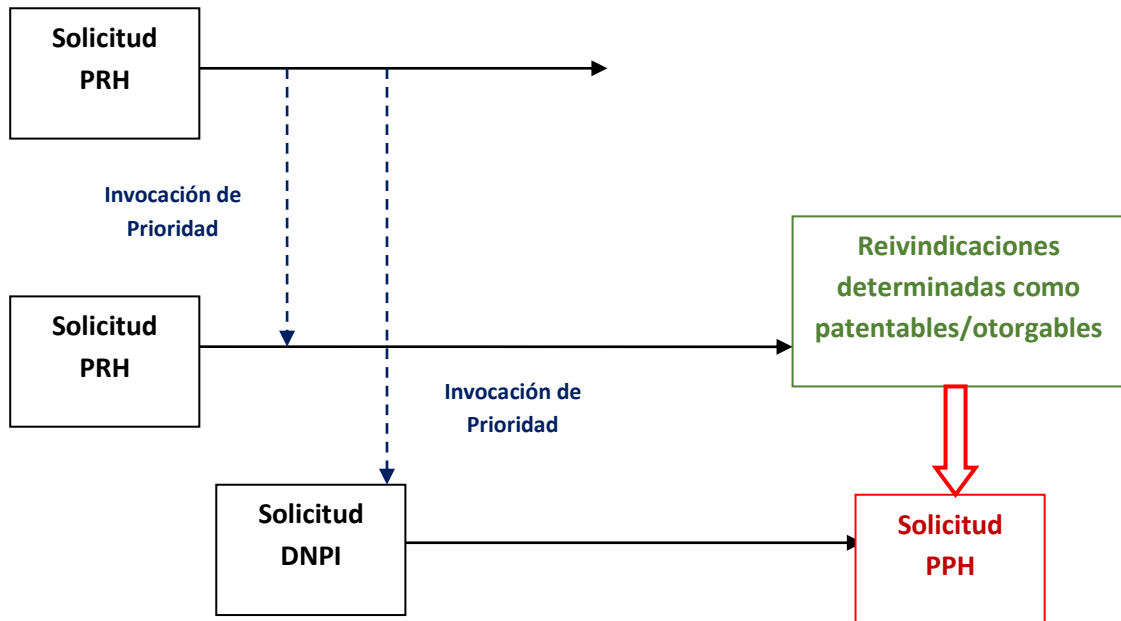 Solicitud
PRH
Invocación de
Prioridad
Reivindicaciones
determinadas como
patentables/otorgables
Solicitud
PRH
Invocación de
Prioridad
Solicitud
DNPI
Solicitud
PPH